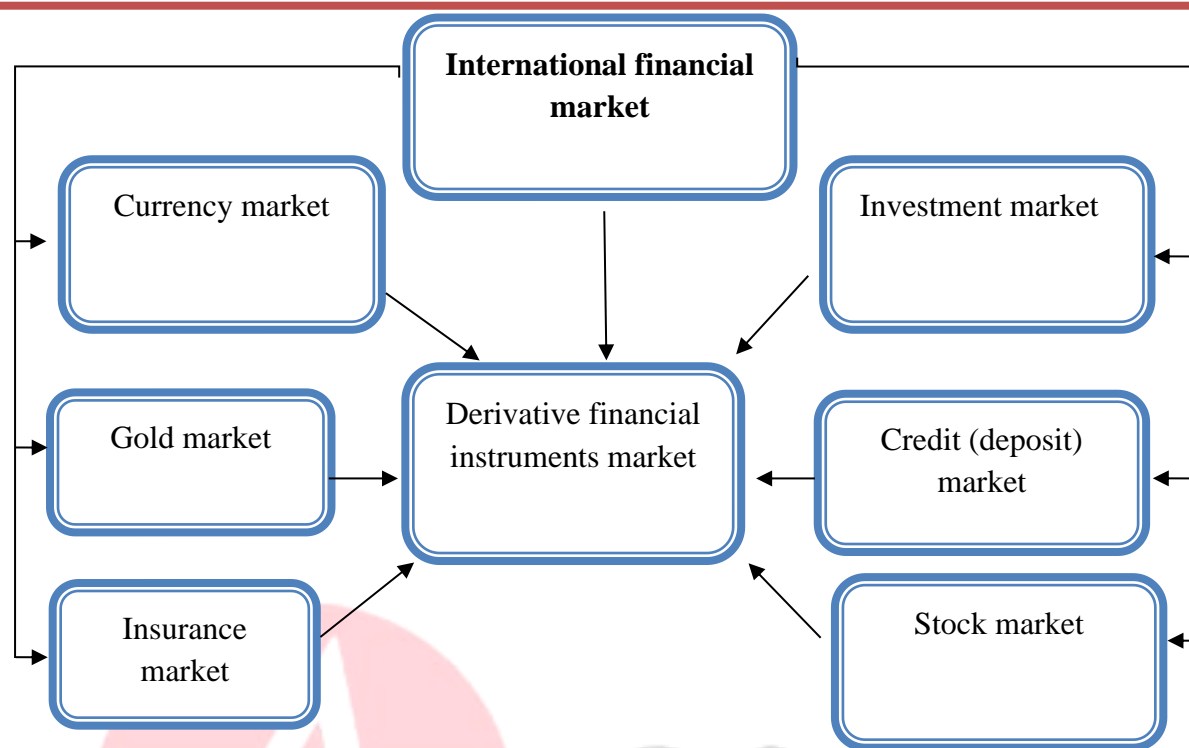 International financial
market
Currency market
Investment market
Derivative financial
instruments market
Gold market
Credit (deposit)
market
Insurance
market
Stock market